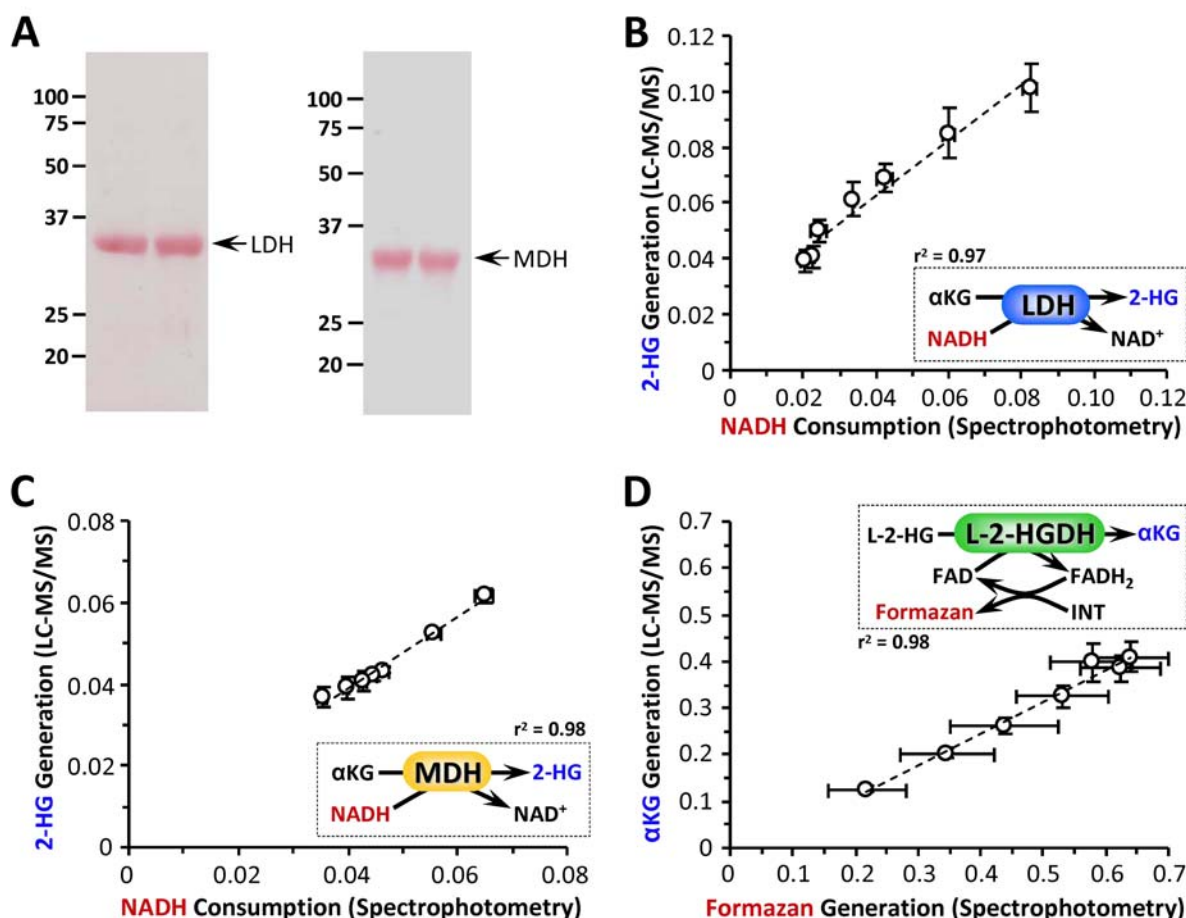 A
100
75
50
37
25
20
LDH
100
75
50
37
25
20
MDH
B
2-HG Generation (LC-MS/MS)
0.12
0.10
0.08
0.06
0.04
0.02
0
r² = 0.97
αKG LDH 2-HG
NADH NAD⁺
0 0.02 0.04 0.06 0.08 0.10 0.12
NADH Consumption (Spectrophotometry)
C
2-HG Generation (LC-MS/MS)
0.08
0.06
0.04
0.02
0
r² = 0.98
αKG MDH 2-HG
NADH NAD⁺
0 0.02 0.04 0.06 0.08
NADH Consumption (Spectrophotometry)
D
αKG Generation (LC-MS/MS)
0.7
0.6
0.5
0.4
0.3
0.2
0.1
0
L-2-HG L-2-HGDH αKG
FAD FADH₂
Formazan INT
r² = 0.98
0 0.1 0.2 0.3 0.4 0.5 0.6 0.7
Formazan Generation (Spectrophotometry)